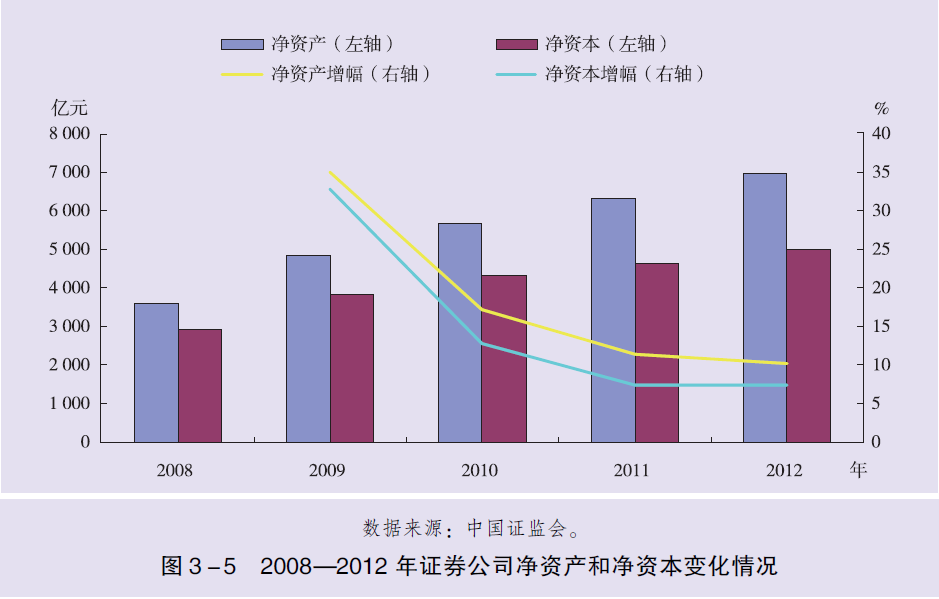 净资产（左轴） 净资本（左轴）
净资产增幅（右轴） 净资本增幅（右轴）
亿元 %
8 000 40
7 000 35
6 000 30
5 000 25
4 000 20
3 000 15
2 000 10
1 000 5
0 0
2008 2009 2010 2011 2012 年
数据来源：中国证监会。
图 3－5 2008—2012 年证券公司净资产和净资本变化情况